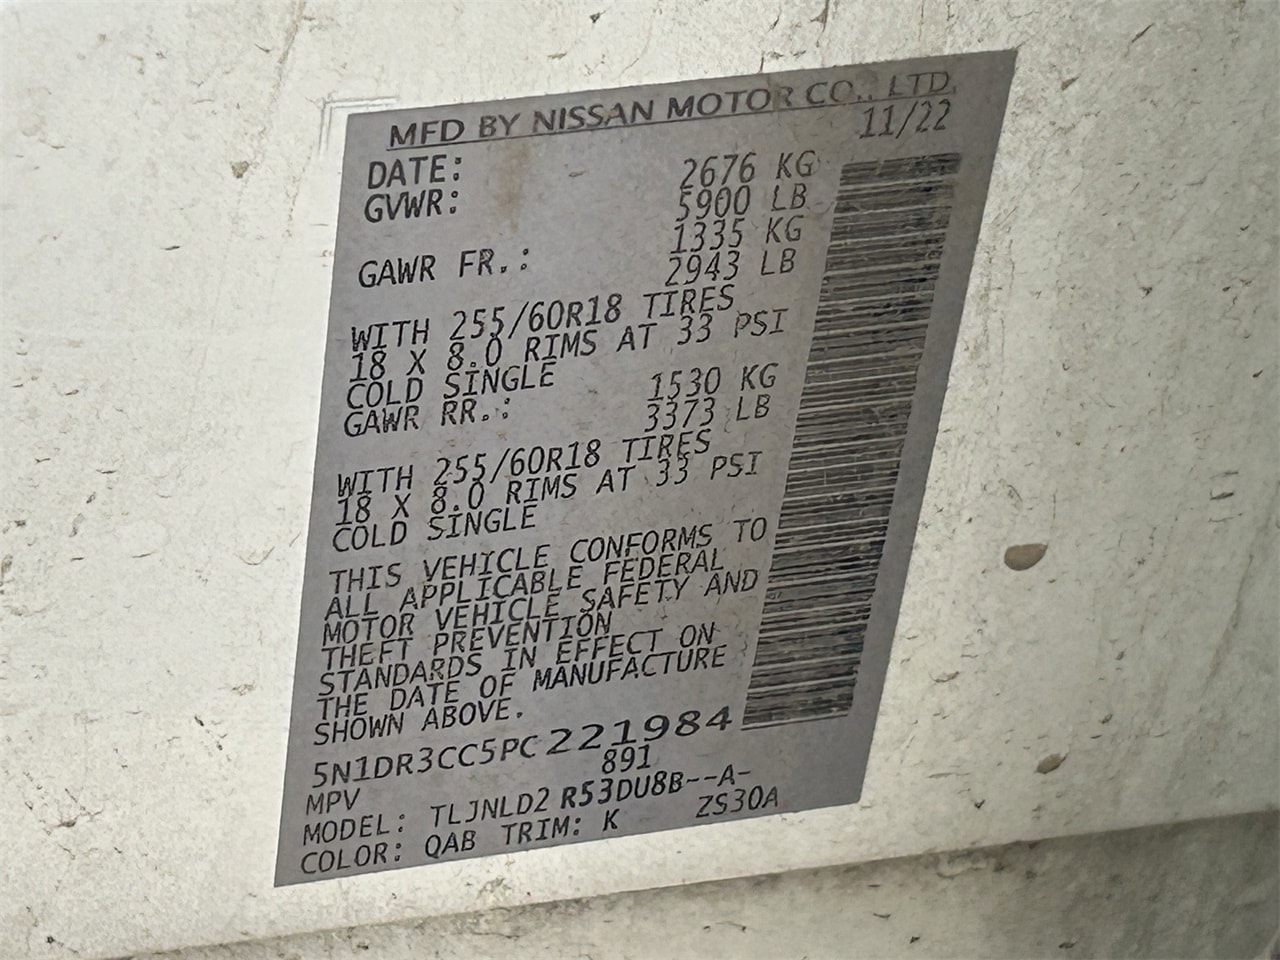 MFD BY NISSAN MOTOR CO., LTD.
DATE: 11/22
GVWR: 2676 KG
5900 LB
GAWR FR.: 1335 KG
2943 LB
WITH 255/60R18 TIRES
18 X 8.0 RIMS AT 33 PSI
COLD SINGLE
GAWR RR.: 1530 KG
3373 LB
WITH 255/60R18 TIRES
18 X 8.0 RIMS AT 33 PSI
COLD SINGLE
THIS VEHICLE CONFORMS TO
ALL APPLICABLE FEDERAL
MOTOR VEHICLE SAFETY AND
THEFT PREVENTION
STANDARDS IN EFFECT ON
THE DATE OF MANUFACTURE
SHOWN ABOVE.
5N1DR3CC5PC221984
MPV 891
MODEL: TLJNLD2 R53DU8B--A-
COLOR: QAB TRIM: K ZS30A